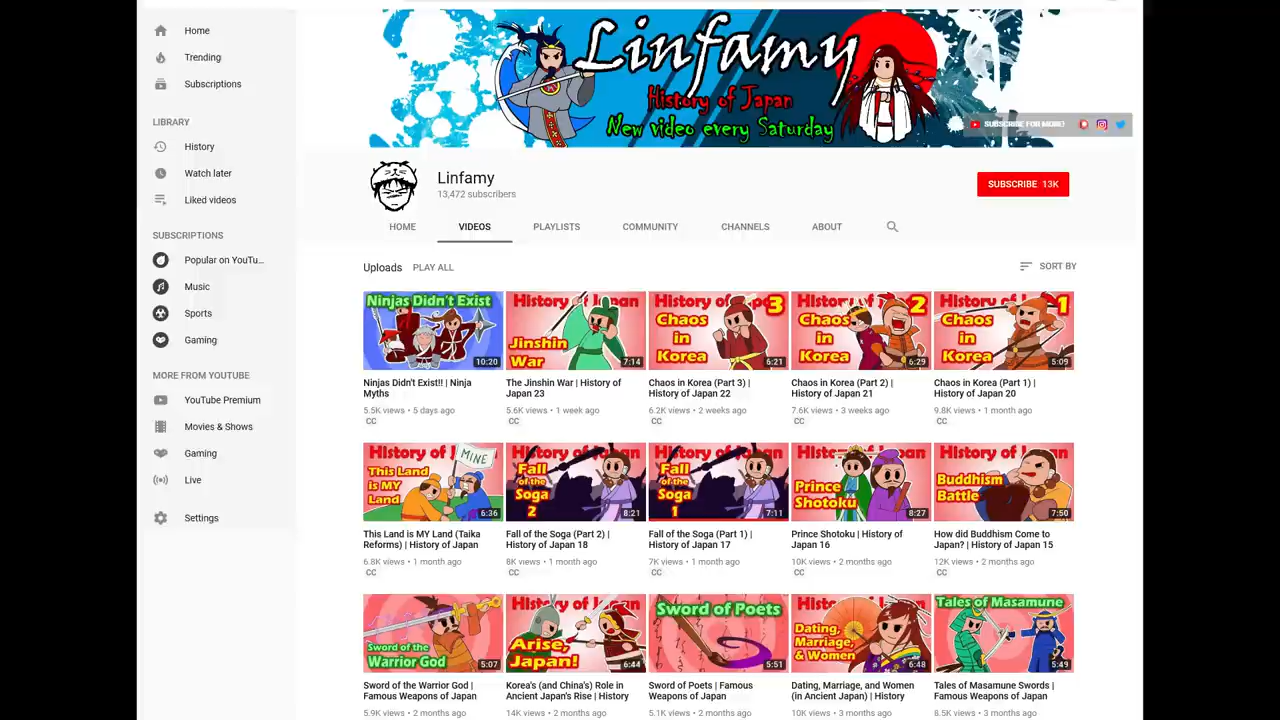 Home
Trending
Subscriptions
LIBRARY
History
Watch later
Liked videos
SUBSCRIPTIONS
Popular on YouTu...
Music
Sports
Gaming
MORE FROM YOUTUBE
YouTube Premium
Movies & Shows
Gaming
Live
Settings
Linfamy
History of Japan
New video every Saturday
SUBSCRIBE FOR MORE!
Linfamy
13,472 subscribers
SUBSCRIBE 13K
HOME VIDEOS PLAYLISTS COMMUNITY CHANNELS ABOUT
Uploads PLAY ALL
SORT BY
Ninjas Didn't Exist
10:20
Ninjas Didn't Exist!! | Ninja
Myths
5.5K views • 5 days ago
CC
History of Japan
Jinshin
War
7:14
The Jinshin War | History of
Japan 23
5.6K views • 1 week ago
CC
History of
3
Chaos
in
Korea
6:21
Chaos in Korea (Part 3) |
History of Japan 22
6.2K views • 2 weeks ago
CC
History
2
Chaos
in
Korea
6:29
Chaos in Korea (Part 2) |
History of Japan 21
7.6K views • 3 weeks ago
CC
History of
1
Chaos
in
Korea
5:09
Chaos in Korea (Part 1) |
History of Japan 20
9.8K views • 1 month ago
CC
History of
MINE
This Land
is MY
Land
6:36
This Land is MY Land (Taika
Reforms) | History of Japan
6.8K views • 1 month ago
CC
History of
Fall
of the
Soga
2
8:21
Fall of the Soga (Part 2) |
History of Japan 18
8K views • 1 month ago
CC
History of
Fall
of the
Soga
1
7:11
Fall of the Soga (Part 1) |
History of Japan 17
7K views • 1 month ago
CC
History
Prince
Shotoku
8:27
Prince Shotoku | History of
Japan 16
10K views • 2 months ago
CC
History of
Buddhism
Battle
7:50
How did Buddhism Come to
Japan? | History of Japan 15
12K views • 2 months ago
CC
Sword of the
Warrior God
5:07
Sword of the Warrior God |
Famous Weapons of Japan
5.9K views • 2 months ago
History of
Arise,
Japan!
6:44
Korea's (and China's) Role in
Ancient Japan's Rise | History
14K views • 2 months ago
Sword of Poets
5:51
Sword of Poets | Famous
Weapons of Japan
5.1K views • 2 months ago
Dating,
Marriage,
& Women
6:48
Dating, Marriage, and Women
(in Ancient Japan) | History
10K views • 3 months ago
Tales of Masamune
5:49
Tales of Masamune Swords |
Famous Weapons of Japan
8.5K views • 3 months ago